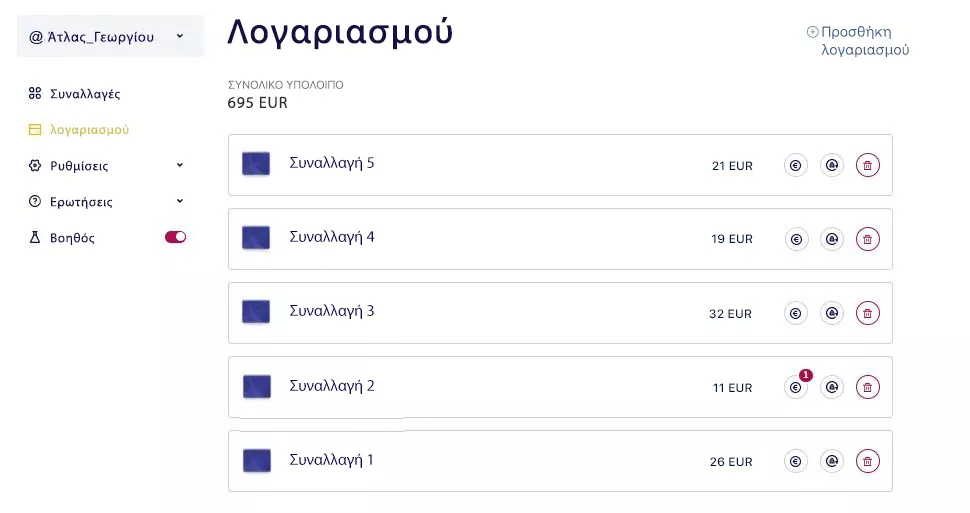 @ Άτλας_Γεωργίου
Συναλλαγές
λογαριασμού
Ρυθμίσεις
Ερωτήσεις
Βοηθός
Λογαριασμού
Προσθήκη
λογαριασμού
ΣΥΝΟΛΙΚΟ ΥΠΟΛΟΙΠΟ
695 EUR
Συναλλαγή 5 21 EUR
Συναλλαγή 4 19 EUR
Συναλλαγή 3 32 EUR
Συναλλαγή 2 11 EUR 1
Συναλλαγή 1 26 EUR